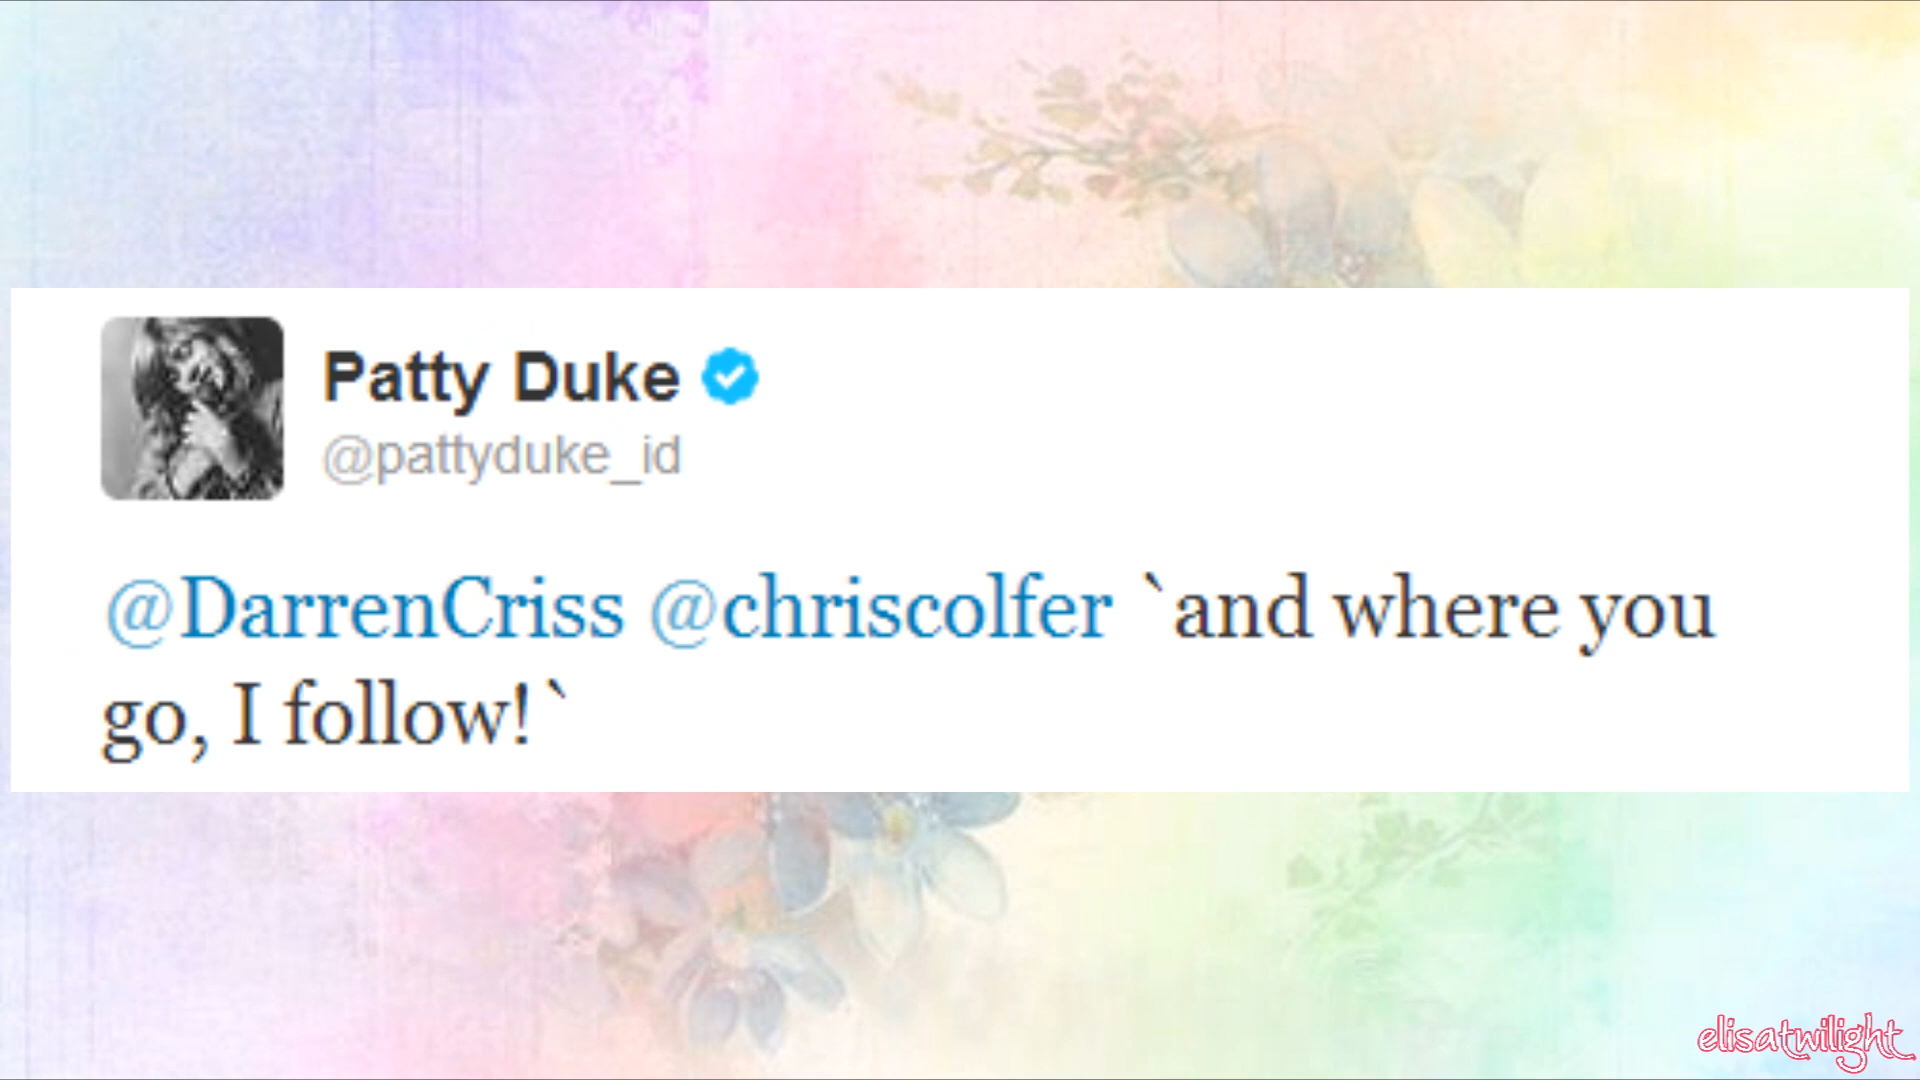 Patty Duke
@pattyduke_id
@DarrenCriss @chriscolfer `and where you
go, I follow!`
elisatwilight